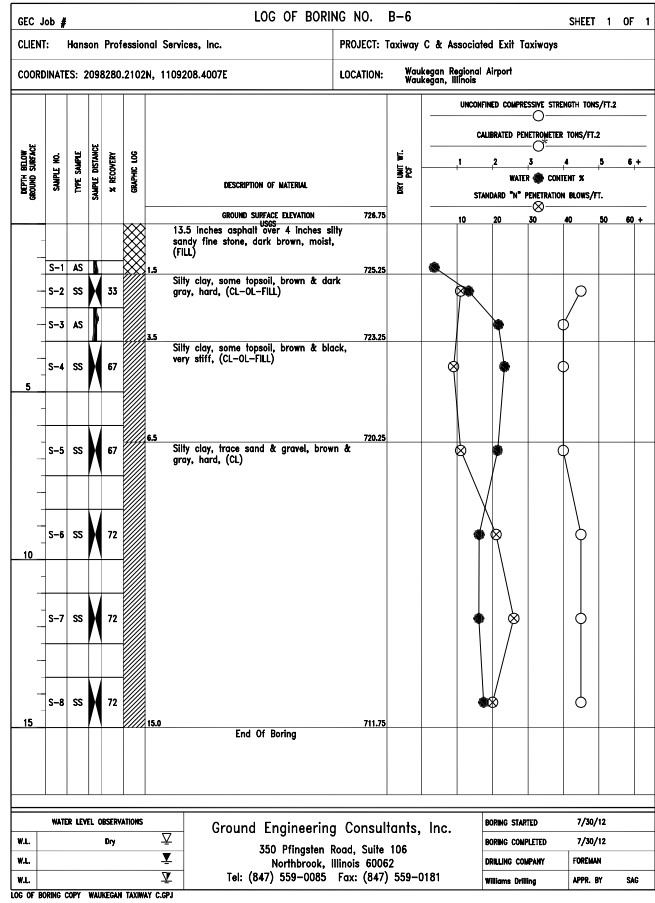 GEC Job #
LOG OF BORING NO. B-6
SHEET 1 OF 1
CLIENT: Hanson Professional Services, Inc.
PROJECT: Taxiway C & Associated Exit Taxiways
COORDINATES: 2098280.2102N, 1109208.4007E
LOCATION: Waukegan Regional Airport
Waukegan, Illinois
DEPTH BELOW
GROUND SURFACE
SAMPLE NO.
TYPE SAMPLE
SAMPLE DISTANCE
% RECOVERY
GRAPHIC LOG
DESCRIPTION OF MATERIAL
GROUND SURFACE ELEVATION 726.75
USGS
DRY UNIT WT.
PCF
UNCONFINED COMPRESSIVE STRENGTH TONS/FT.2
CALIBRATED PENETROMETER TONS/FT.2
1 2 3 4 5 6 +
WATER CONTENT %
STANDARD "N" PENETRATION BLOWS/FT.
10 20 30 40 50 60 +
13.5 inches asphalt over 4 inches silty
sandy fine stone, dark brown, moist,
(FILL)
S-1 AS
1.5 725.25
S-2 SS 33
Silty clay, some topsoil, brown & dark
gray, hard, (CL-OL-FILL)
S-3 AS
3.5 723.25
Silty clay, some topsoil, brown & black,
very stiff, (CL-OL-FILL)
S-4 SS 67
5
6.5 720.25
S-5 SS 67
Silty clay, trace sand & gravel, brown &
gray, hard, (CL)
S-6 SS 72
10
S-7 SS 72
S-8 SS 72
15 15.0 711.75
End Of Boring
WATER LEVEL OBSERVATIONS
W.L. Dry
W.L.
W.L.
Ground Engineering Consultants, Inc.
350 Pfingsten Road, Suite 106
Northbrook, Illinois 60062
Tel: (847) 559-0085 Fax: (847) 559-0181
BORING STARTED 7/30/12
BORING COMPLETED 7/30/12
DRILLING COMPANY FOREMAN
Williams Drilling APPR. BY SAG
LOG OF BORING COPY WAUKEGAN TAXIWAY C.GPJ